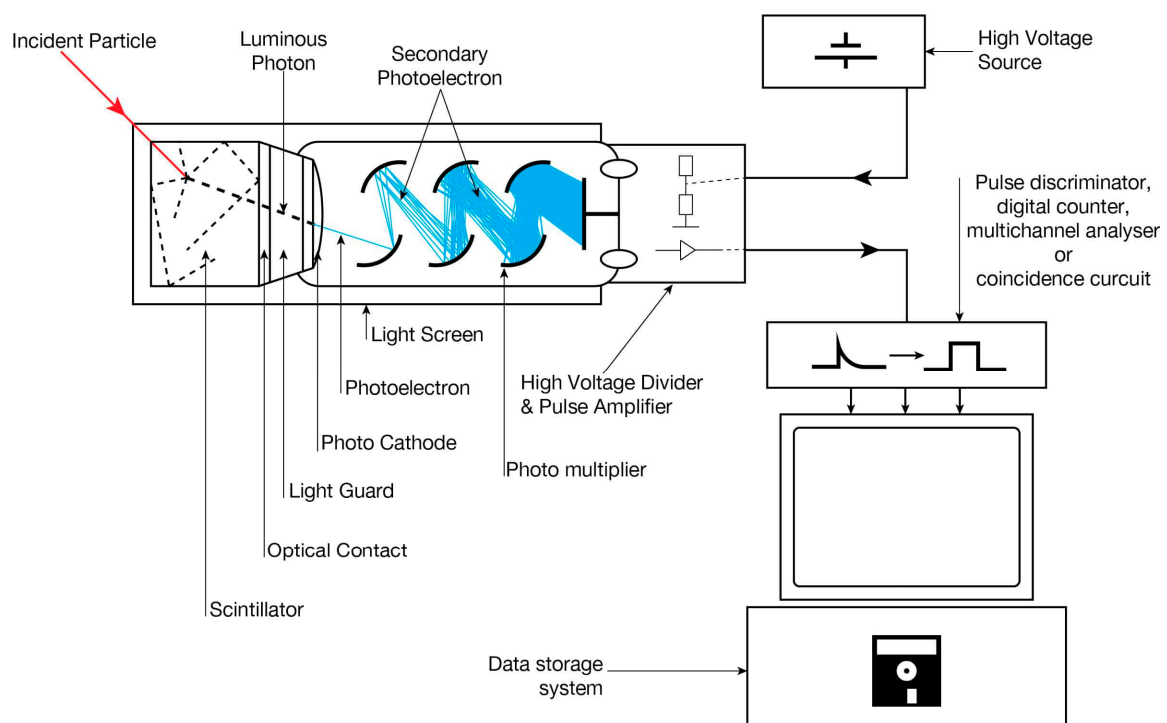 Incident Particle
Luminous
Photon
Secondary
Photoelectron
High Voltage
Source
Pulse discriminator,
digital counter,
multichannel analyser
or
coincidence curcuit
Light Screen
Photoelectron
High Voltage Divider
& Pulse Amplifier
Photo Cathode
Photo multiplier
Light Guard
Optical Contact
Scintillator
Data storage
system